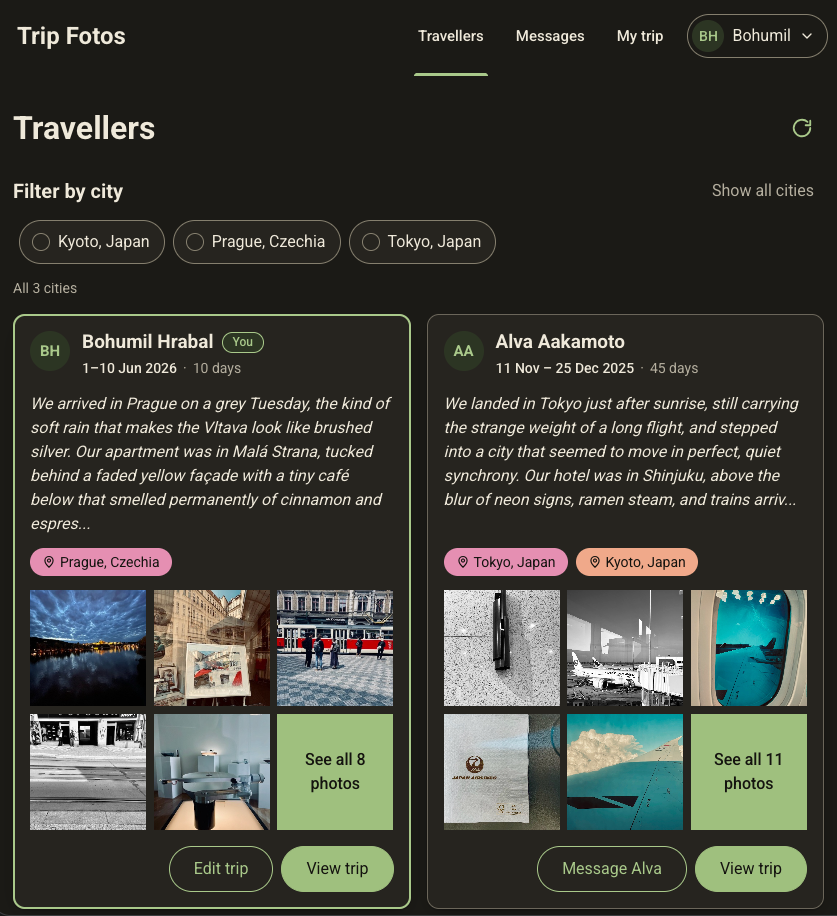 Trip Fotos
Travellers
Messages
My trip
BH
Bohumil
Travellers
Filter by city
Show all cities
Kyoto, Japan
Prague, Czechia
Tokyo, Japan
All 3 cities
BH
Bohumil Hrabal
You
1–10 Jun 2026 · 10 days
We arrived in Prague on a grey Tuesday, the kind of
soft rain that makes the Vltava look like brushed
silver. Our apartment was in Malá Strana, tucked
behind a faded yellow façade with a tiny café
below that smelled permanently of cinnamon and
espres...
Prague, Czechia
See all 8
photos
Edit trip
View trip
AA
Alva Aakamoto
11 Nov – 25 Dec 2025 · 45 days
We landed in Tokyo just after sunrise, still carrying
the strange weight of a long flight, and stepped
into a city that seemed to move in perfect, quiet
synchrony. Our hotel was in Shinjuku, above the
blur of neon signs, ramen steam, and trains arriv...
Tokyo, Japan
Kyoto, Japan
JAPAN AIRLINES
See all 11
photos
Message Alva
View trip